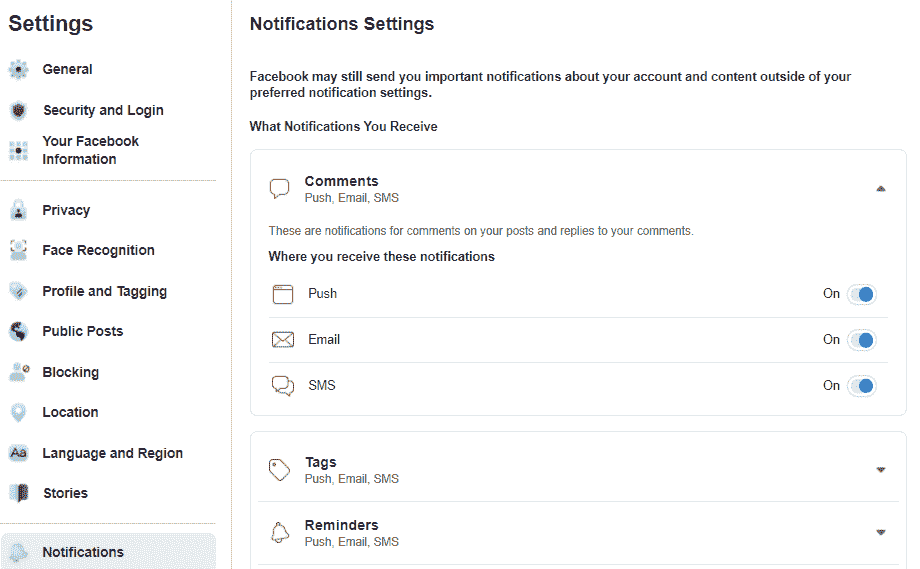 Settings
General
Security and Login
Your Facebook
Information
Privacy
Face Recognition
Profile and Tagging
Public Posts
Blocking
Location
Aa
Language and Region
Stories
Notifications
Notifications Settings
Facebook may still send you important notifications about your account and content outside of your
preferred notification settings.
What Notifications You Receive
Comments
Push, Email, SMS
These are notifications for comments on your posts and replies to your comments.
Where you receive these notifications
Push On
Email On
SMS On
Tags
Push, Email, SMS
Reminders
Push, Email, SMS